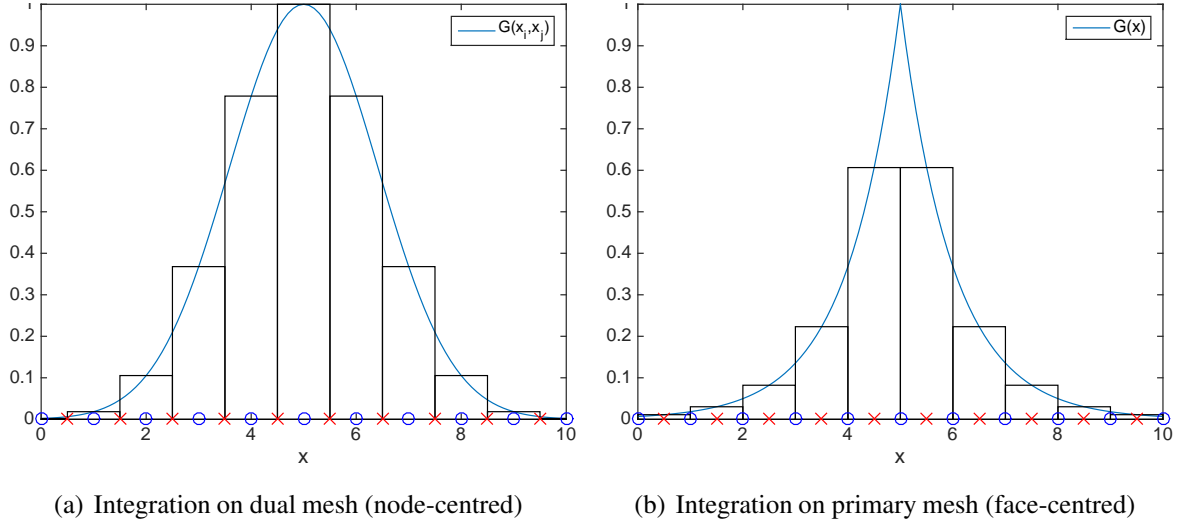 1
0.9
0.8
0.7
0.6
0.5
0.4
0.3
0.2
0.1
0
0 2 4 6 8 10
x
G(x_i,x_j)
1
0.9
0.8
0.7
0.6
0.5
0.4
0.3
0.2
0.1
0
0 2 4 6 8 10
x
G(x)
(a) Integration on dual mesh (node-centred)
(b) Integration on primary mesh (face-centred)